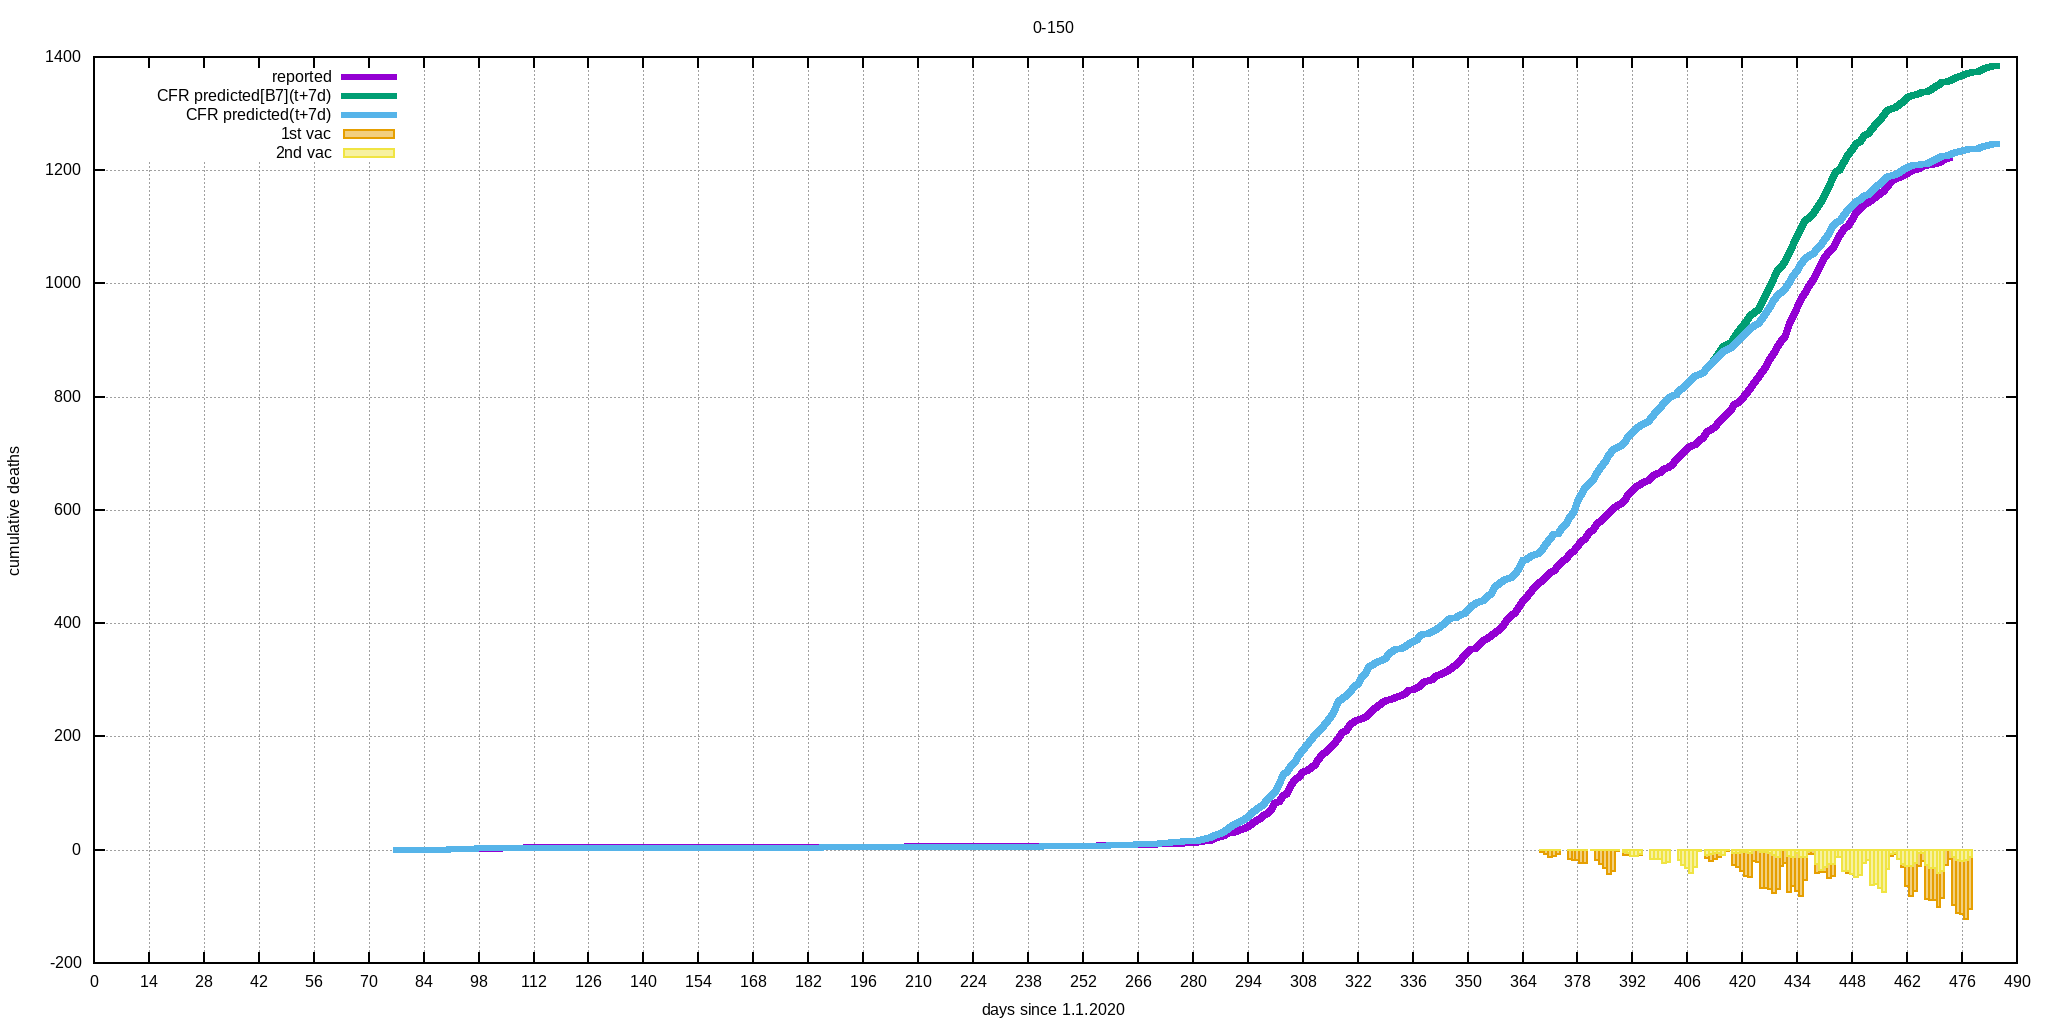 0-150
1400
1200
1000
800
600
400
200
0
-200
cumulative deaths
reported
CFR predicted[B7](t+7d)
CFR predicted(t+7d)
1st vac
2nd vac
0 14 28 42 56 70 84 98 112 126 140 154 168 182 196 210 224 238 252 266 280 294 308 322 336 350 364 378 392 406 420 434 448 462 476 490
days since 1.1.2020